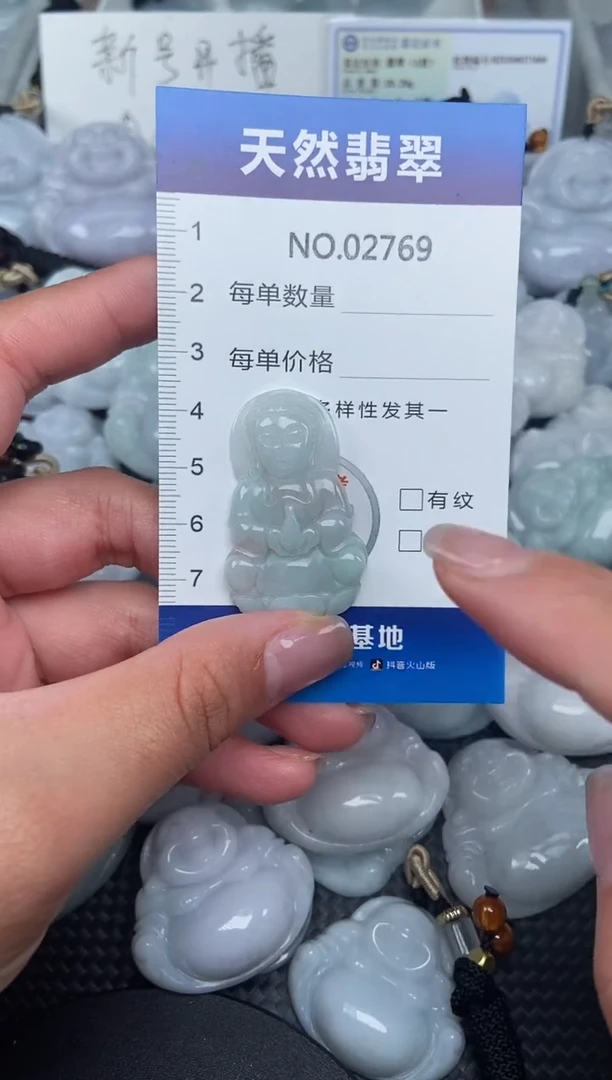 新号开播
天然翡翠
NO.02769
1
2 每单数量
3 每单价格
4 多样性发其一
5
有纹
6
7
基地
抖音火山版